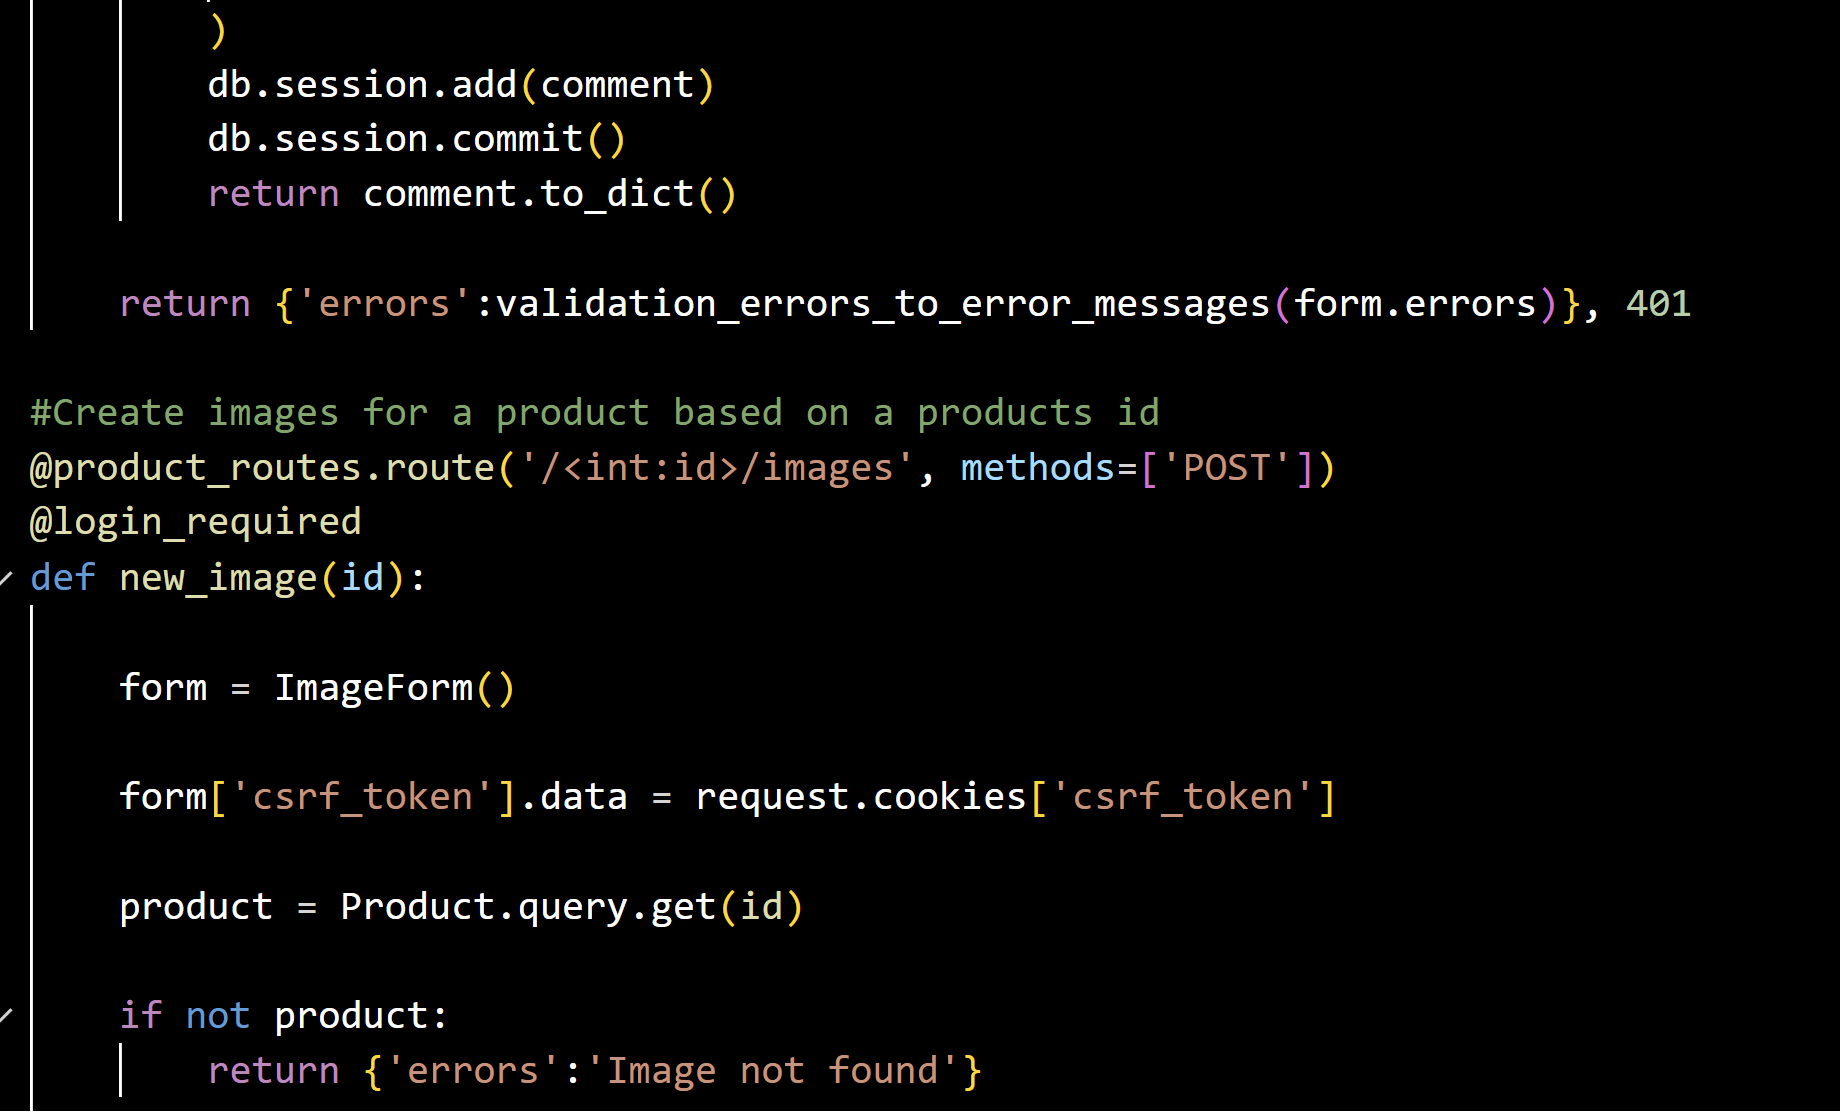 )
db.session.add(comment)
db.session.commit()
return comment.to_dict()
return {'errors':validation_errors_to_error_messages(form.errors)}, 401
#Create images for a product based on a products id
@product_routes.route('/<int:id>/images', methods=['POST'])
@login_required
def new_image(id):
form = ImageForm()
form['csrf_token'].data = request.cookies['csrf_token']
product = Product.query.get(id)
if not product:
return {'errors':'Image not found'}